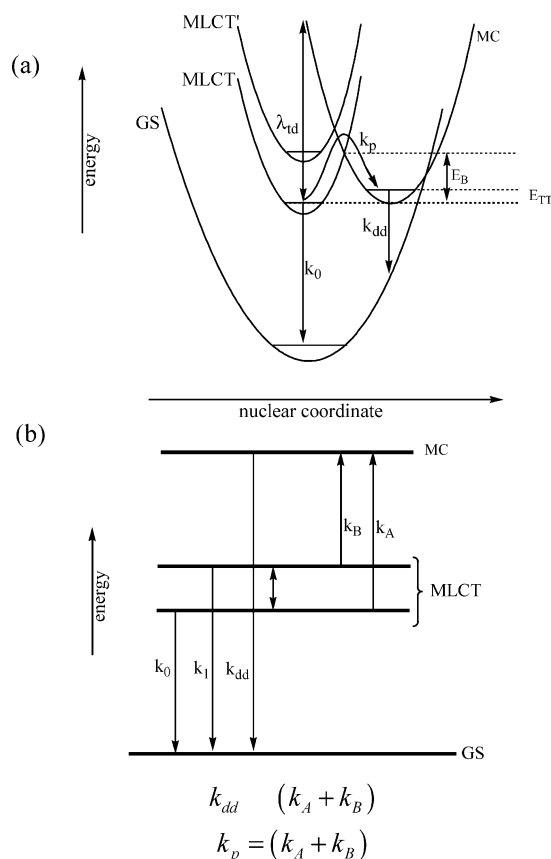 (a)
energy
MLCT'
MLCT
GS
MC
λtd
kp
EB
ETT
kdd
k0
nuclear coordinate
(b)
energy
MC
kB
kA
MLCT
k0
k1
kdd
GS
kdd (kA + kB)
kp = (kA + kB)